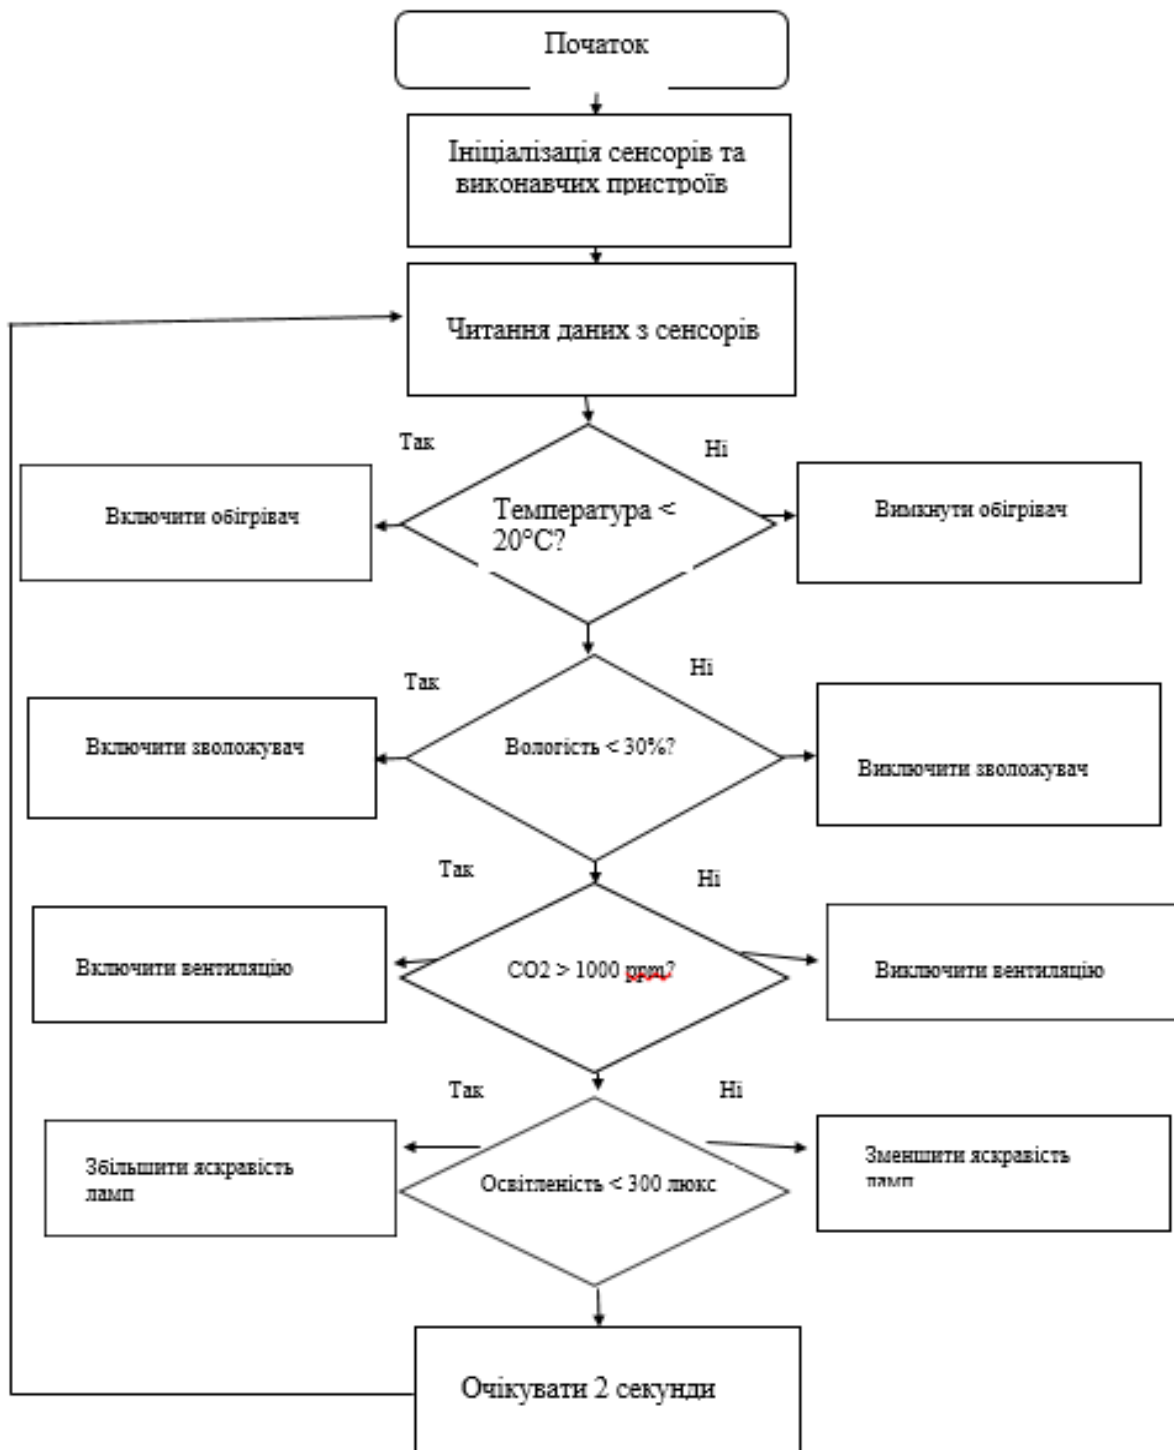 Початок
Ініціалізація сенсорів та
виконавчих пристроїв
Читання даних з сенсорів
Так
Ні
Включити обігрівач
Температура <
20°C?
Вимкнути обігрівач
Так
Ні
Включити зволожувач
Вологість < 30%?
Виключити зволожувач
Так
Ні
Включити вентиляцію
CO2 > 1000 ppm?
Виключити вентиляцію
Так
Ні
Збільшити яскравість
ламп
Освітленість < 300 люкс
Зменшити яскравість
ламп
Очікувати 2 секунди